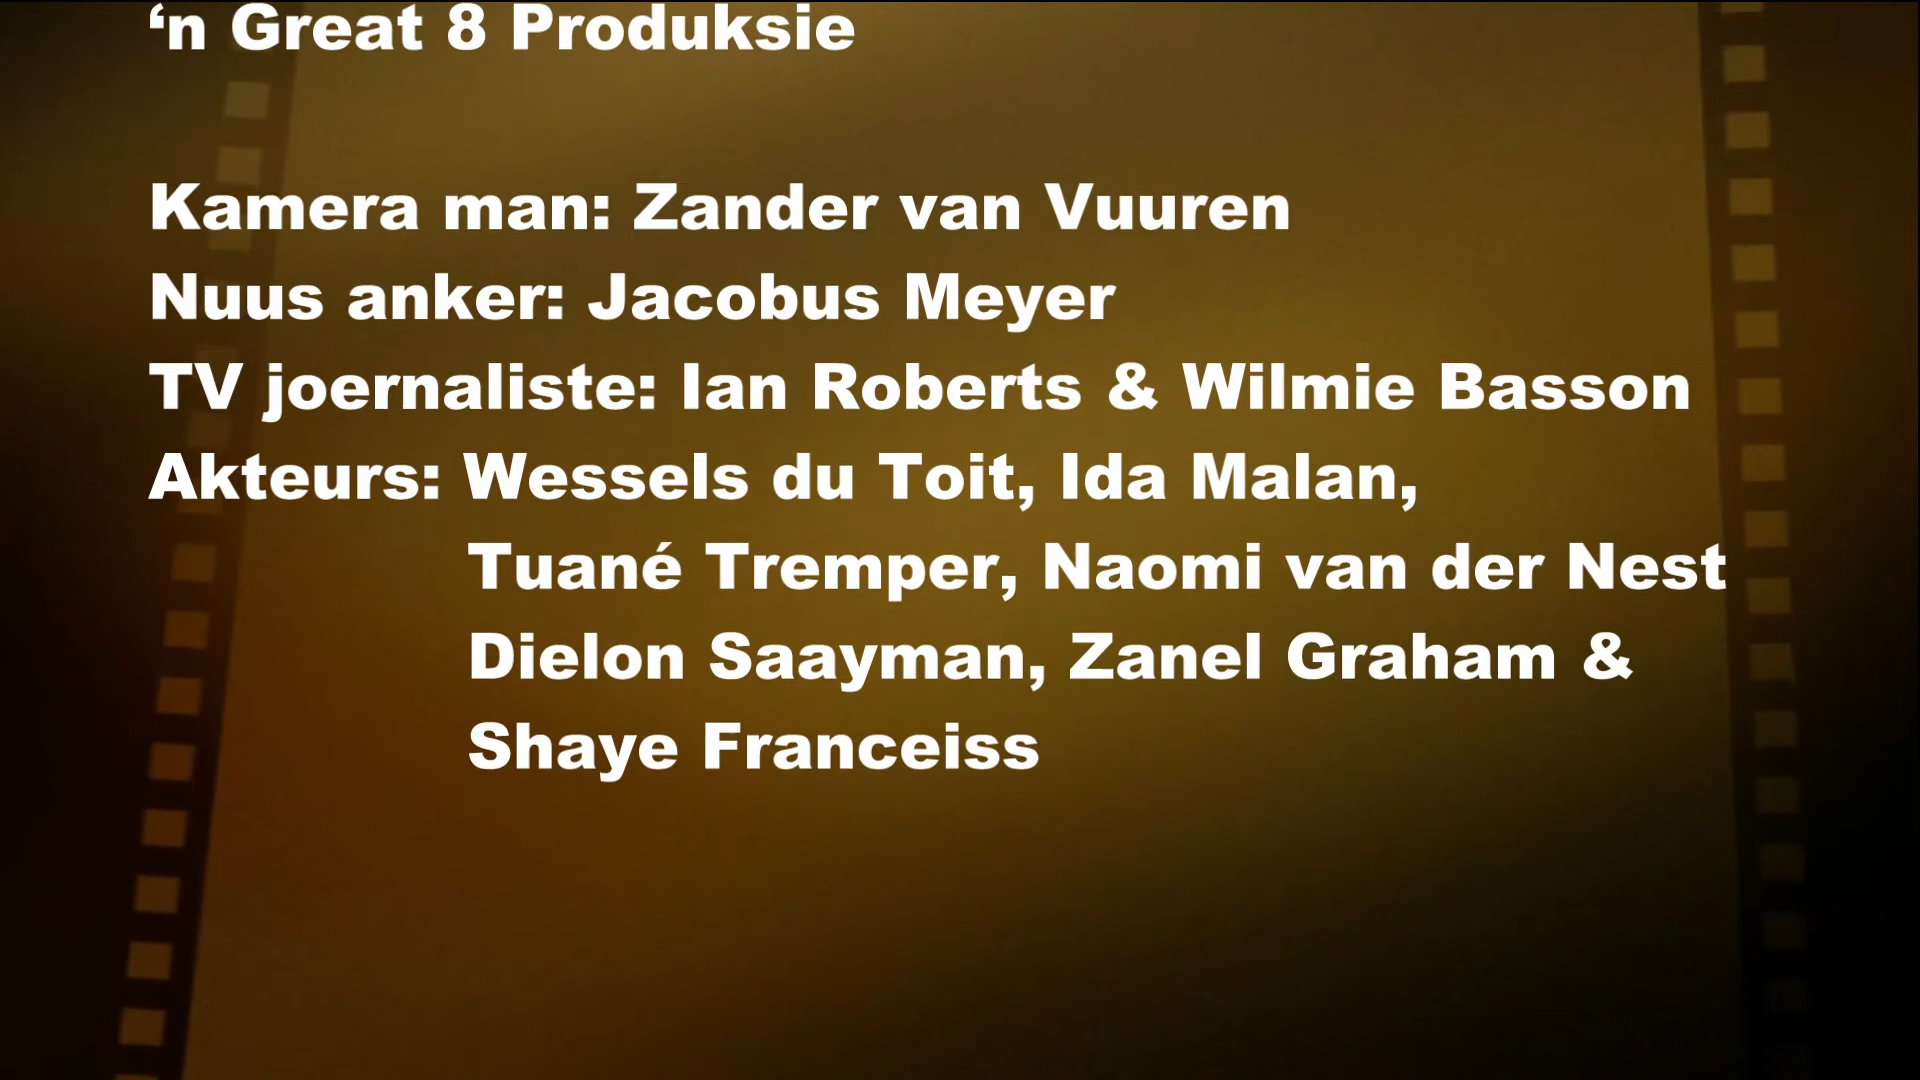 ‘n Great 8 Produksie
Kamera man: Zander van Vuuren
Nuus anker: Jacobus Meyer
TV joernaliste: Ian Roberts & Wilmie Basson
Akteurs: Wessels du Toit, Ida Malan,
Tuané Tremper, Naomi van der Nest
Dielon Saayman, Zanel Graham &
Shaye Franceiss